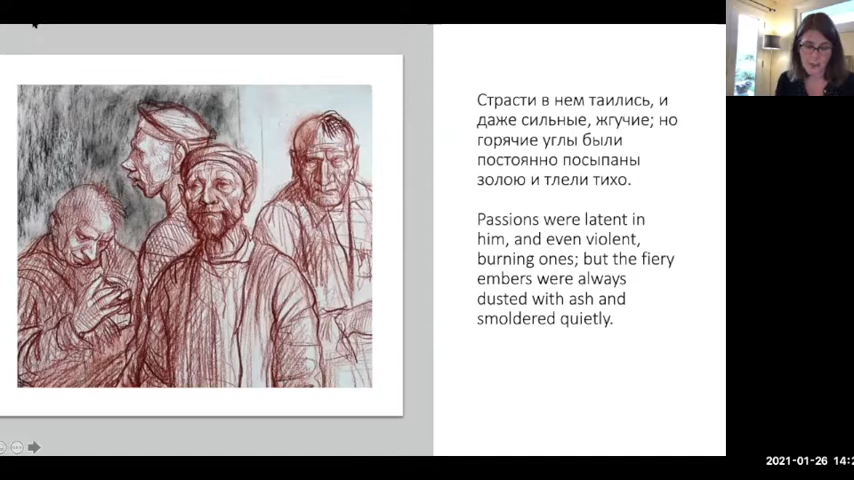 Страсти в нем таились, и
даже сильные, жгучие; но
горячие углы были
постоянно посыпаны
золою и тлели тихо.
Passions were latent in
him, and even violent,
burning ones; but the fiery
embers were always
dusted with ash and
smoldered quietly.
2021-01-26 14:2